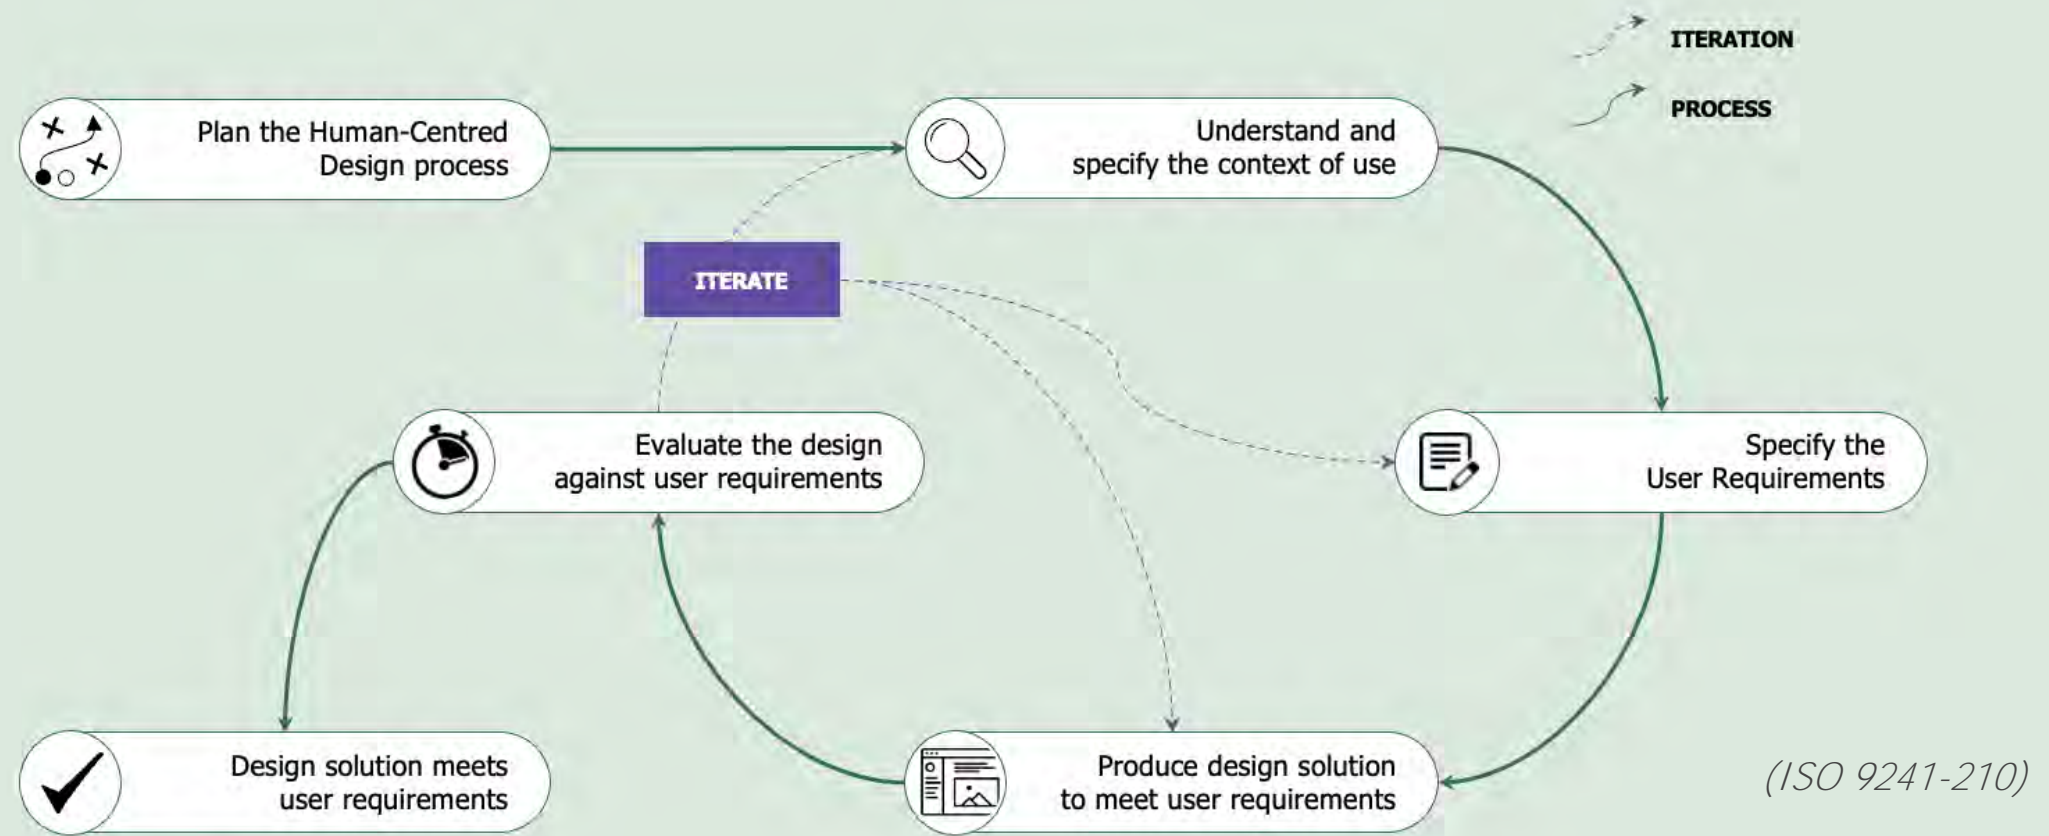 ITERATION
PROCESS
Plan the Human-Centred
Design process
Understand and
specify the context of use
ITERATE
Evaluate the design
against user requirements
Specify the
User Requirements
Design solution meets
user requirements
Produce design solution
to meet user requirements
(ISO 9241-210)